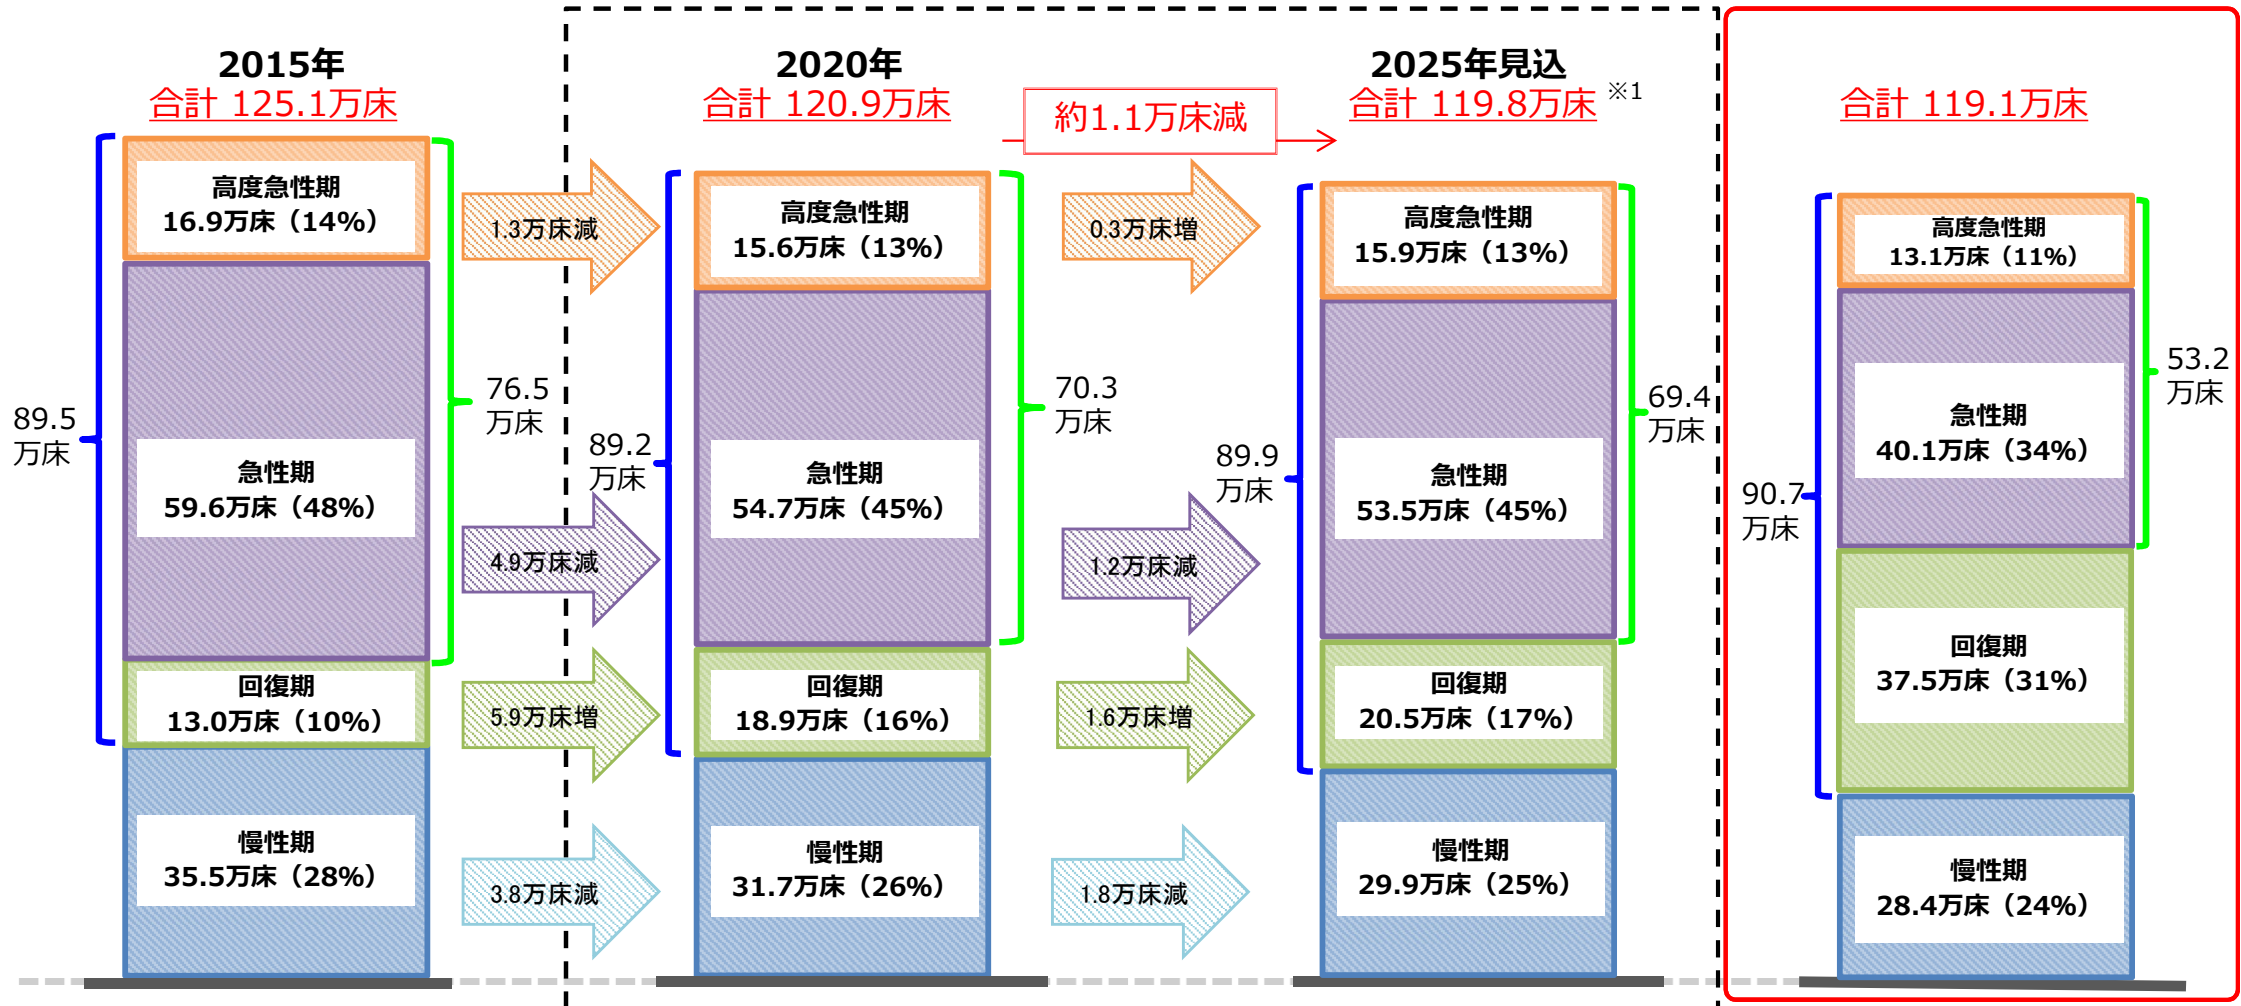 2015年
合計 125.1万床
89.5
万床
高度急性期
16.9万床（14%）
急性期
59.6万床（48%）
回復期
13.0万床（10%）
慢性期
35.5万床（28%）
76.5
万床
1.3万床減
4.9万床減
5.9万床増
3.8万床減
2020年
合計 120.9万床
89.2
万床
高度急性期
15.6万床（13%）
急性期
54.7万床（45%）
回復期
18.9万床（16%）
慢性期
31.7万床（26%）
70.3
万床
約1.1万床減
0.3万床増
1.2万床減
1.6万床増
1.8万床減
2025年見込
合計 119.8万床 ※1
89.9
万床
高度急性期
15.9万床（13%）
急性期
53.5万床（45%）
回復期
20.5万床（17%）
慢性期
29.9万床（25%）
69.4
万床
合計 119.1万床
90.7
万床
高度急性期
13.1万床（11%）
急性期
40.1万床（34%）
回復期
37.5万床（31%）
慢性期
28.4万床（24%）
53.2
万床